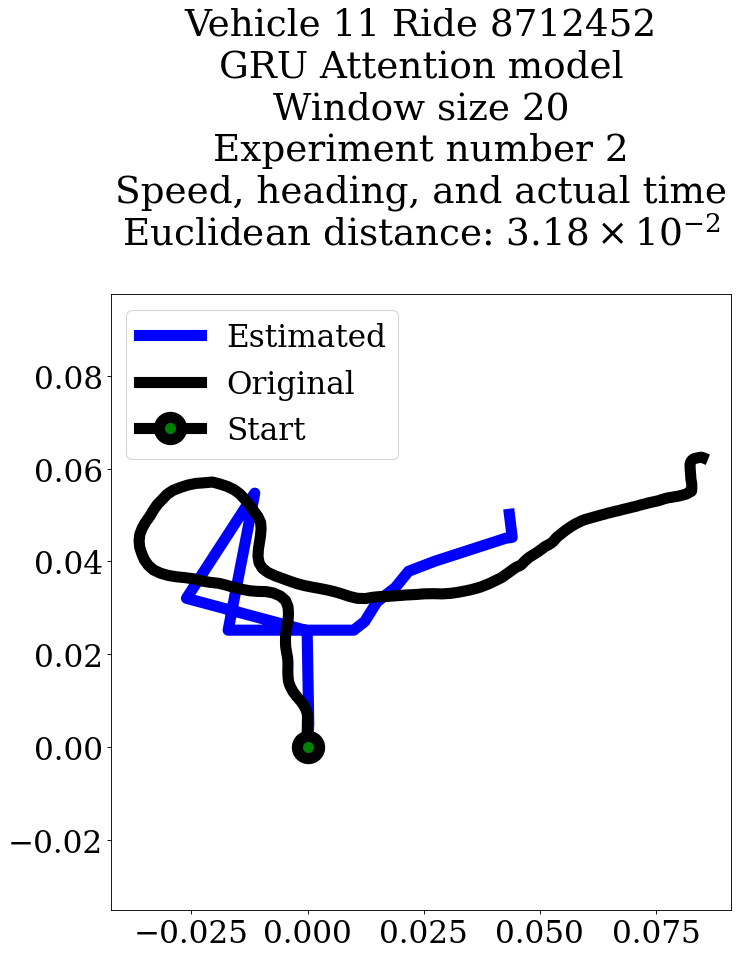 Vehicle 11 Ride 8712452
GRU Attention model
Window size 20
Experiment number 2
Speed, heading, and actual time
Euclidean distance: 3.18 × 10⁻²
Estimated
Original
Start
0.08
0.06
0.04
0.02
0.00
−0.02
−0.025 0.000 0.025 0.050 0.075